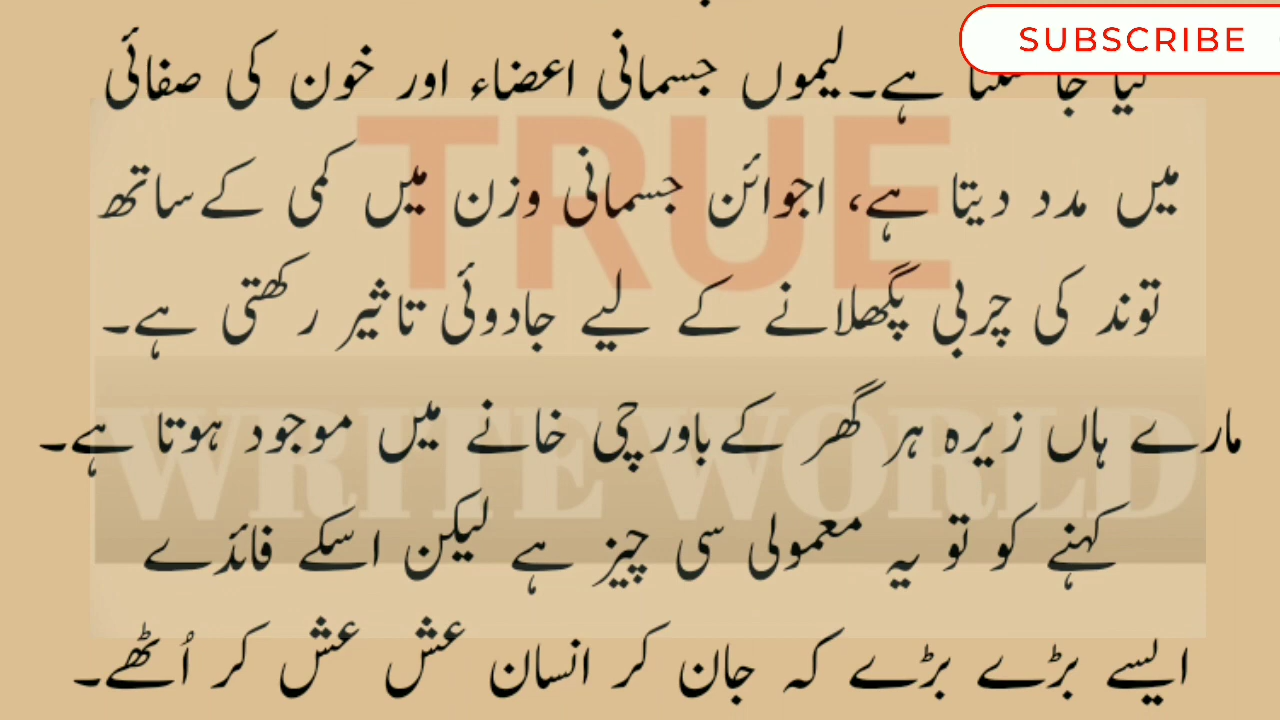 SUBSCRIBE
جا سکتا ہے۔لیموں جسمانی اعضاء اور خون کی صفائی
میں مدد دیتا ہے، اجوائن جسمانی وزن میں کمی کے ساتھ
توند کی چربی پگھلانے کے لیے جادوئی تاثیر رکھتی ہے۔
مارے ہاں زیرہ ہر گھر کے باورچی خانے میں موجود ہوتا ہے۔
کہنے کو تو یہ معمولی سی چیز ہے لیکن اسکے فائدے
ایسے بڑے بڑے کہ جان کر انسان عش عش کر اُٹھے۔
TRUE
WRITE WORLD